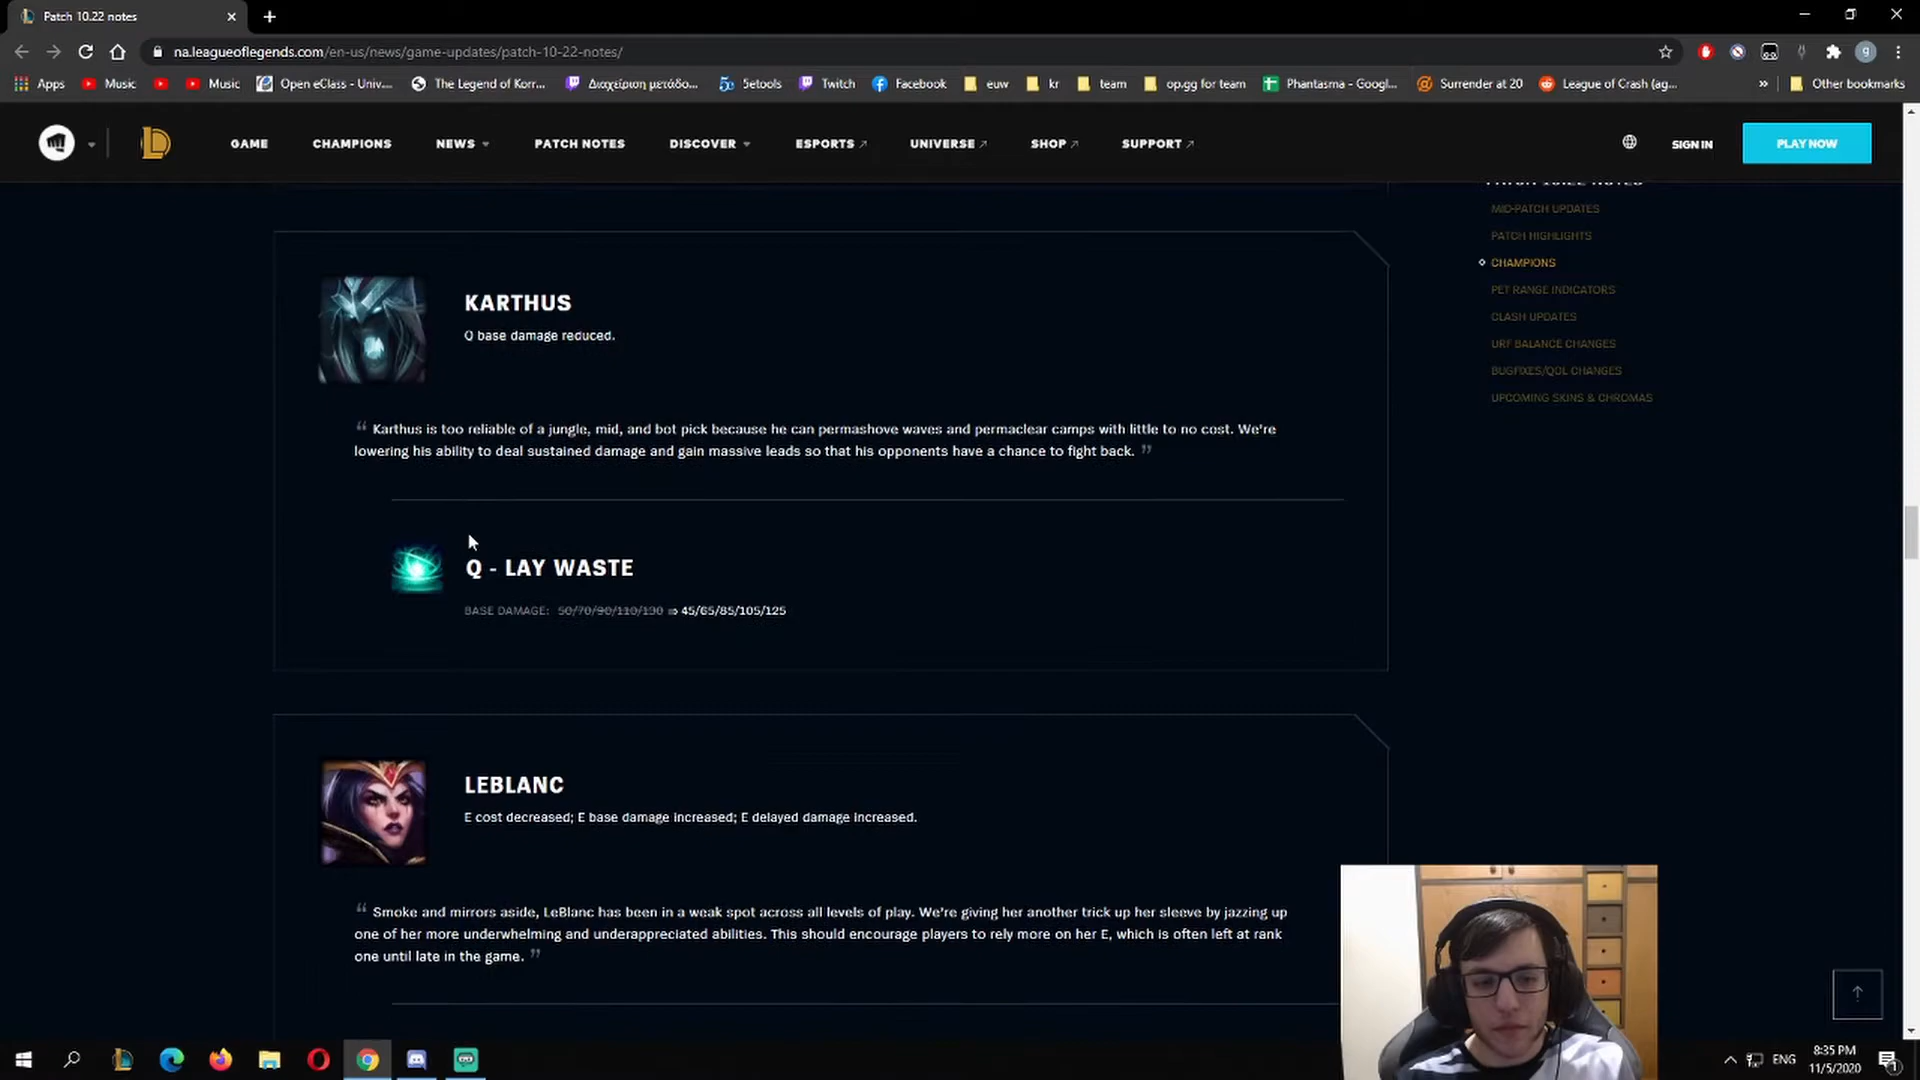 Patch 10.22 notes
na.leagueoflegends.com/en-us/news/game-updates/patch-10-22-notes/
g
Apps
Music
Music
Open eClass - Univ...
The Legend of Korr...
Διαχείριση μετάδο...
5etools
Twitch
Facebook
euw
kr
team
op.gg for team
Phantasma - Googl...
Surrender at 20
League of Crash (ag...
»
Other bookmarks
GAME
CHAMPIONS
NEWS
PATCH NOTES
DISCOVER
ESPORTS
UNIVERSE
SHOP
SUPPORT
SIGN IN
PLAY NOW
PATCH 10.22 NOTES
MID-PATCH UPDATES
PATCH HIGHLIGHTS
CHAMPIONS
PET RANGE INDICATORS
CLASH UPDATES
URF BALANCE CHANGES
BUGFIXES/QOL CHANGES
UPCOMING SKINS & CHROMAS
KARTHUS
Q base damage reduced.
“ Karthus is too reliable of a jungle, mid, and bot pick because he can permashove waves and permaclear camps with little to no cost. We're
lowering his ability to deal sustained damage and gain massive leads so that his opponents have a chance to fight back. ”
Q - LAY WASTE
BASE DAMAGE: 50/70/90/110/130 ⇒ 45/65/85/105/125
LEBLANC
E cost decreased; E base damage increased; E delayed damage increased.
“ Smoke and mirrors aside, LeBlanc has been in a weak spot across all levels of play. We're giving her another trick up her sleeve by jazzing up
one of her more underwhelming and underappreciated abilities. This should encourage players to rely more on her E, which is often left at rank
one until late in the game. ”
ENG
8:35 PM
11/5/2020
1